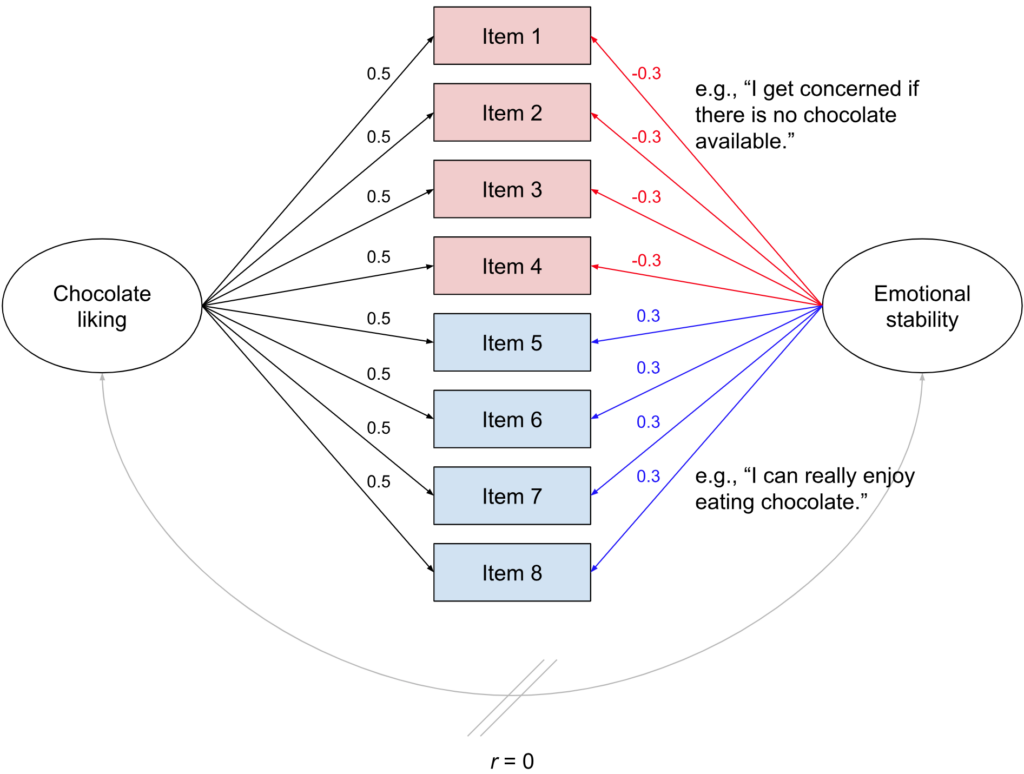 Item 1
0.5
-0.3
e.g., “I get concerned if
there is no chocolate
available.”
Item 2
0.5
-0.3
Item 3
0.5
-0.3
Item 4
0.5
-0.3
Chocolate
liking
Emotional
stability
Item 5
0.5
0.3
Item 6
0.5
0.3
Item 7
0.5
0.3
e.g., “I can really enjoy
eating chocolate.”
Item 8
0.5
0.3
r = 0